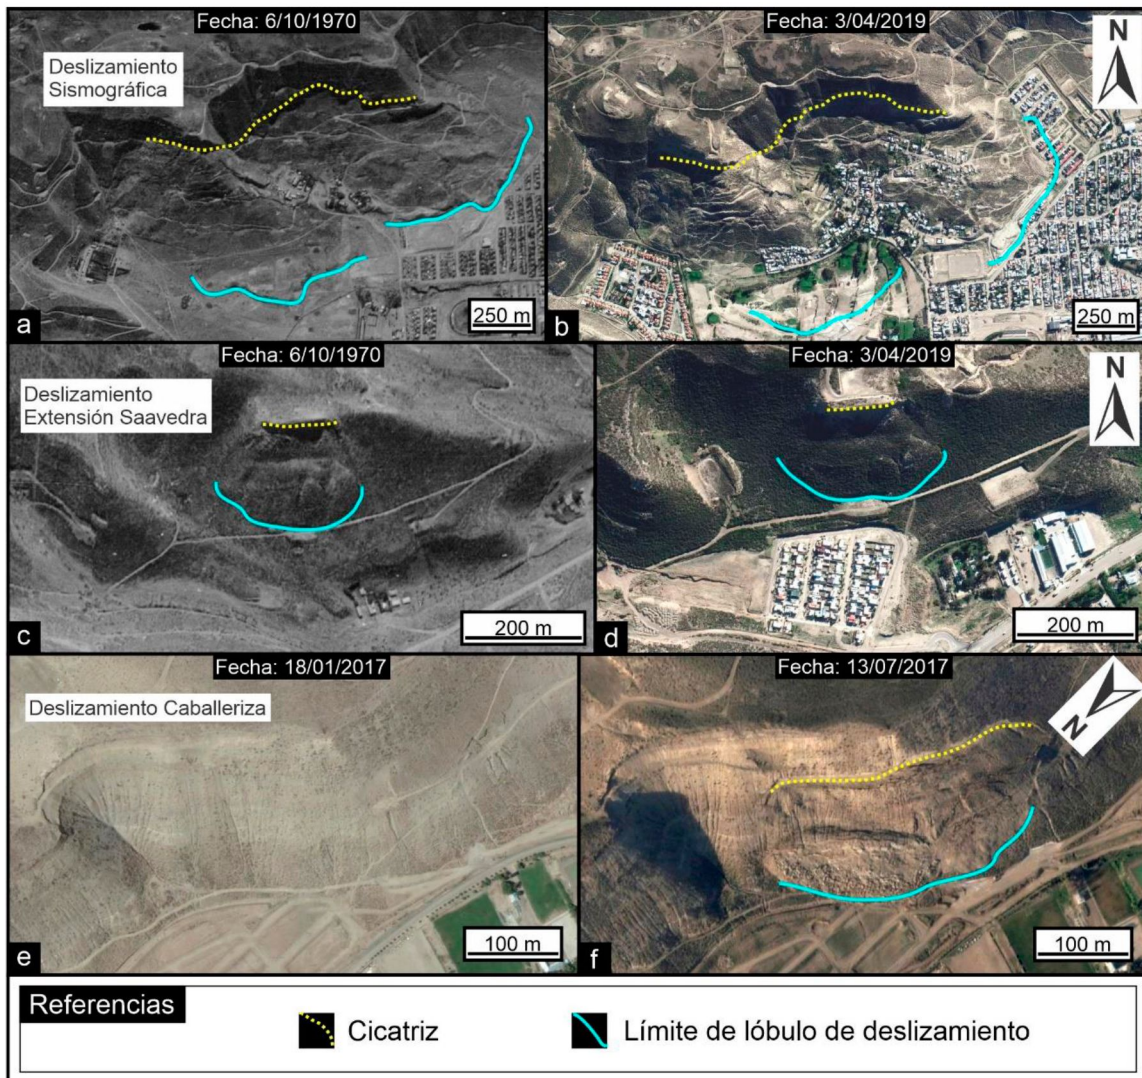 Fecha: 6/10/1970
Deslizamiento
Sismográfica
a
250 m
Fecha: 3/04/2019
N
b
250 m
Fecha: 6/10/1970
Deslizamiento
Extensión Saavedra
c
200 m
Fecha: 3/04/2019
N
d
200 m
Fecha: 18/01/2017
Deslizamiento Caballeriza
e
100 m
Fecha: 13/07/2017
N
f
100 m
Referencias
Cicatriz
Límite de lóbulo de deslizamiento